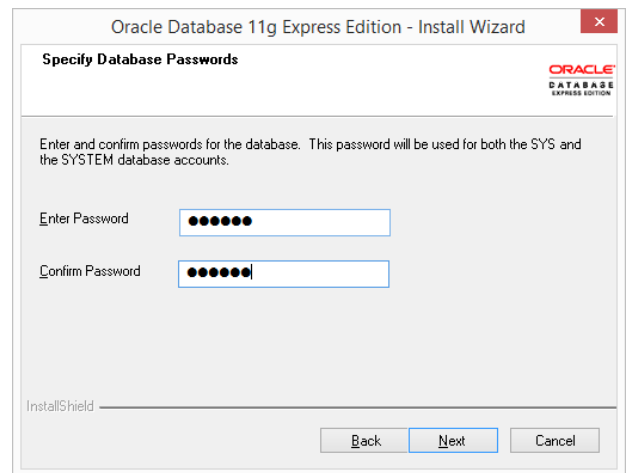 Oracle Database 11g Express Edition - Install Wizard
×
Specify Database Passwords
ORACLE
DATABASE
EXPRESS EDITION
Enter and confirm passwords for the database. This password will be used for both the SYS and
the SYSTEM database accounts.
Enter Password ●●●●●●
Confirm Password ●●●●●●
InstallShield
Back Next Cancel